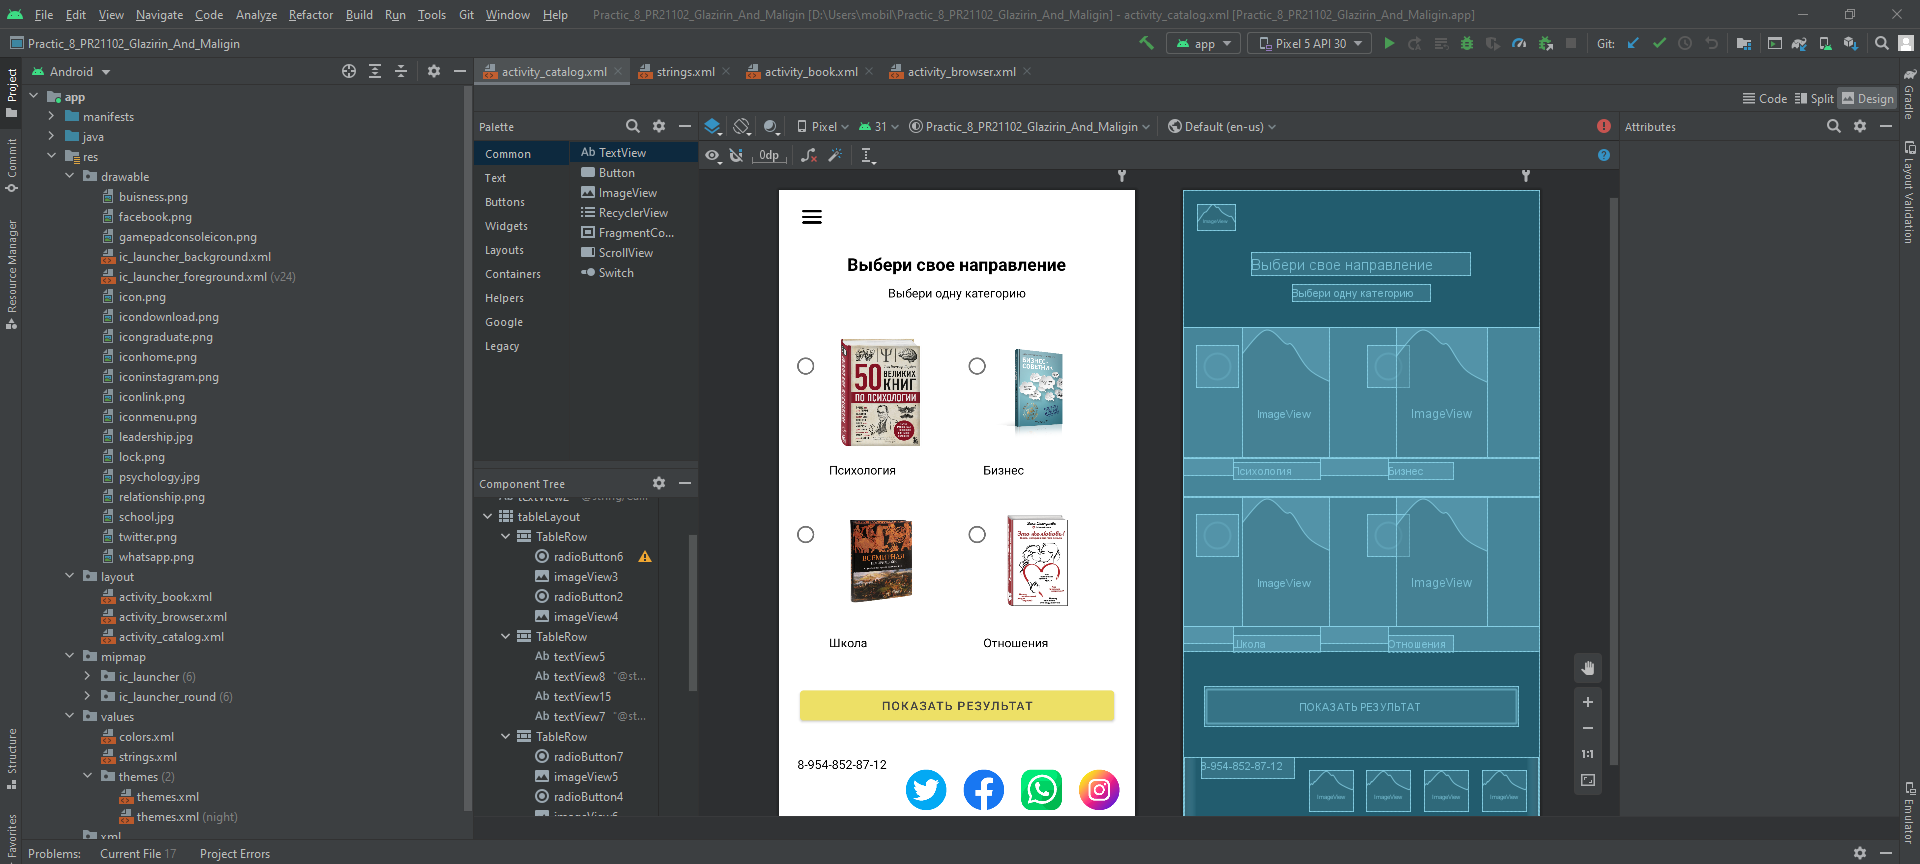 File Edit View Navigate Code Analyze Refactor Build Run Tools Git Window Help Practic_8_PR21102_Glazirin_And_Maligin [D:\Users\mobil\Practic_8_PR21102_Glazirin_And_Maligin] - activity_catalog.xml [Practic_8_PR21102_Glazirin_And_Maligin.app]
Practic_8_PR21102_Glazirin_And_Maligin app Pixel 5 API 30 Git:
Android activity_catalog.xml strings.xml activity_book.xml activity_browser.xml
Project
Commit
Resource Manager
Structure
Favorites
app
manifests
java
res
drawable
buisness.png
facebook.png
gamepadconsoleicon.png
ic_launcher_background.xml
ic_launcher_foreground.xml (v24)
icon.png
icondownload.png
icongraduate.png
iconhome.png
iconinstagram.png
iconlink.png
iconmenu.png
leadership.jpg
lock.png
psychology.jpg
relationship.png
school.jpg
twitter.png
whatsapp.png
layout
activity_book.xml
activity_browser.xml
activity_catalog.xml
mipmap
ic_launcher (6)
ic_launcher_round (6)
values
colors.xml
strings.xml
themes (2)
themes.xml
themes.xml (night)
xml
Code Split Design
Palette
Common
Text
Buttons
Widgets
Layouts
Containers
Helpers
Google
Legacy
Ab TextView
Button
ImageView
RecyclerView
FragmentCo...
ScrollView
Switch
Pixel 31 Practic_8_PR21102_Glazirin_And_Maligin Default (en-us)
0dp
Attributes
Component Tree
tableLayout
TableRow
radioButton6
imageView3
radioButton2
imageView4
TableRow
Ab textView5
Ab textView8 "@st...
Ab textView15
Ab textView7 "@st...
TableRow
radioButton7
imageView5
radioButton4
imageView6
Выбери свое направление
Выбери одну категорию
50 ВЕЛИКИХ КНИГ
ПО ПСИХОЛОГИИ
Психология
Бизнес
Школа
Отношения
ПОКАЗАТЬ РЕЗУЛЬТАТ
8-954-852-87-12
ImageView
Выбери свое направление
Выбери одну категорию
ImageView ImageView
Психология Бизнес
ImageView ImageView
Школа Отношения
ПОКАЗАТЬ РЕЗУЛЬТАТ
8-954-852-87-12
ImageView ImageView ImageView ImageView
1:1
Gradle
Layout Validation
Emulator
Problems: Current File 17 Project Errors